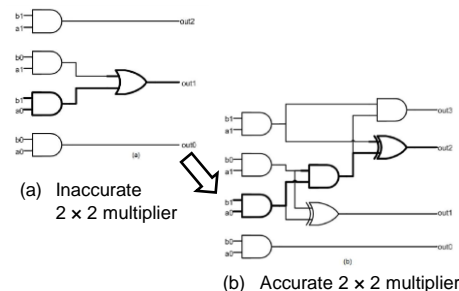 b1
a1
out2
b0
a1
b1
a0
out1
b0
a0
out0
(a)
(a) Inaccurate
2 × 2 multiplier
b1
a1
out3
out2
b0
a1
b1
a0
out1
b0
a0
out0
(b)
(b) Accurate 2 × 2 multiplier